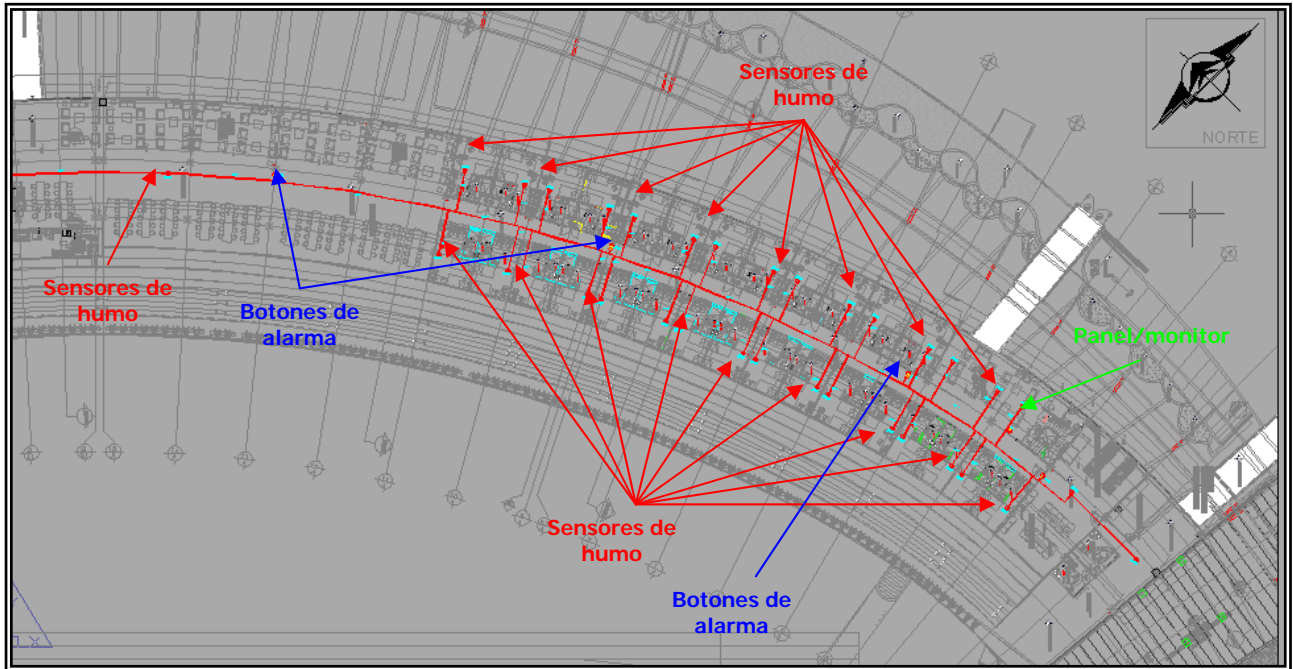 Sensores de
humo
NORTE
Sensores de
humo
Botones de
alarma
Panel/monitor
Sensores de
humo
Botones de
alarma